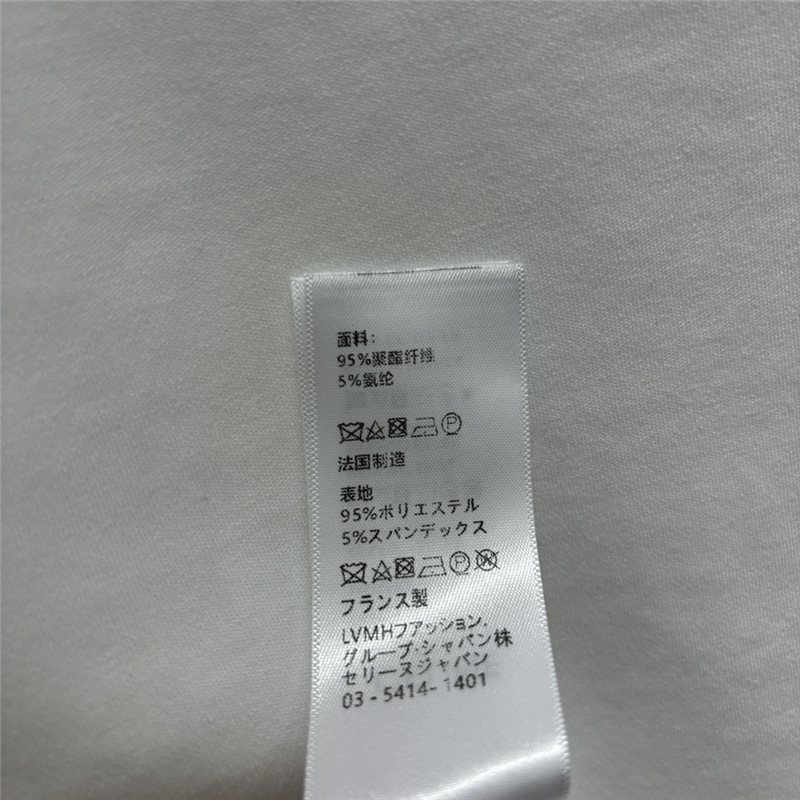 面料：
95%聚酯纤维
5%氨纶
法国制造
表地
95%ポリエステル
5%スパンデックス
フランス製
LVMHファッション.
グループ・ジャパン株
セリーヌジャパン
03 - 5414- 1401